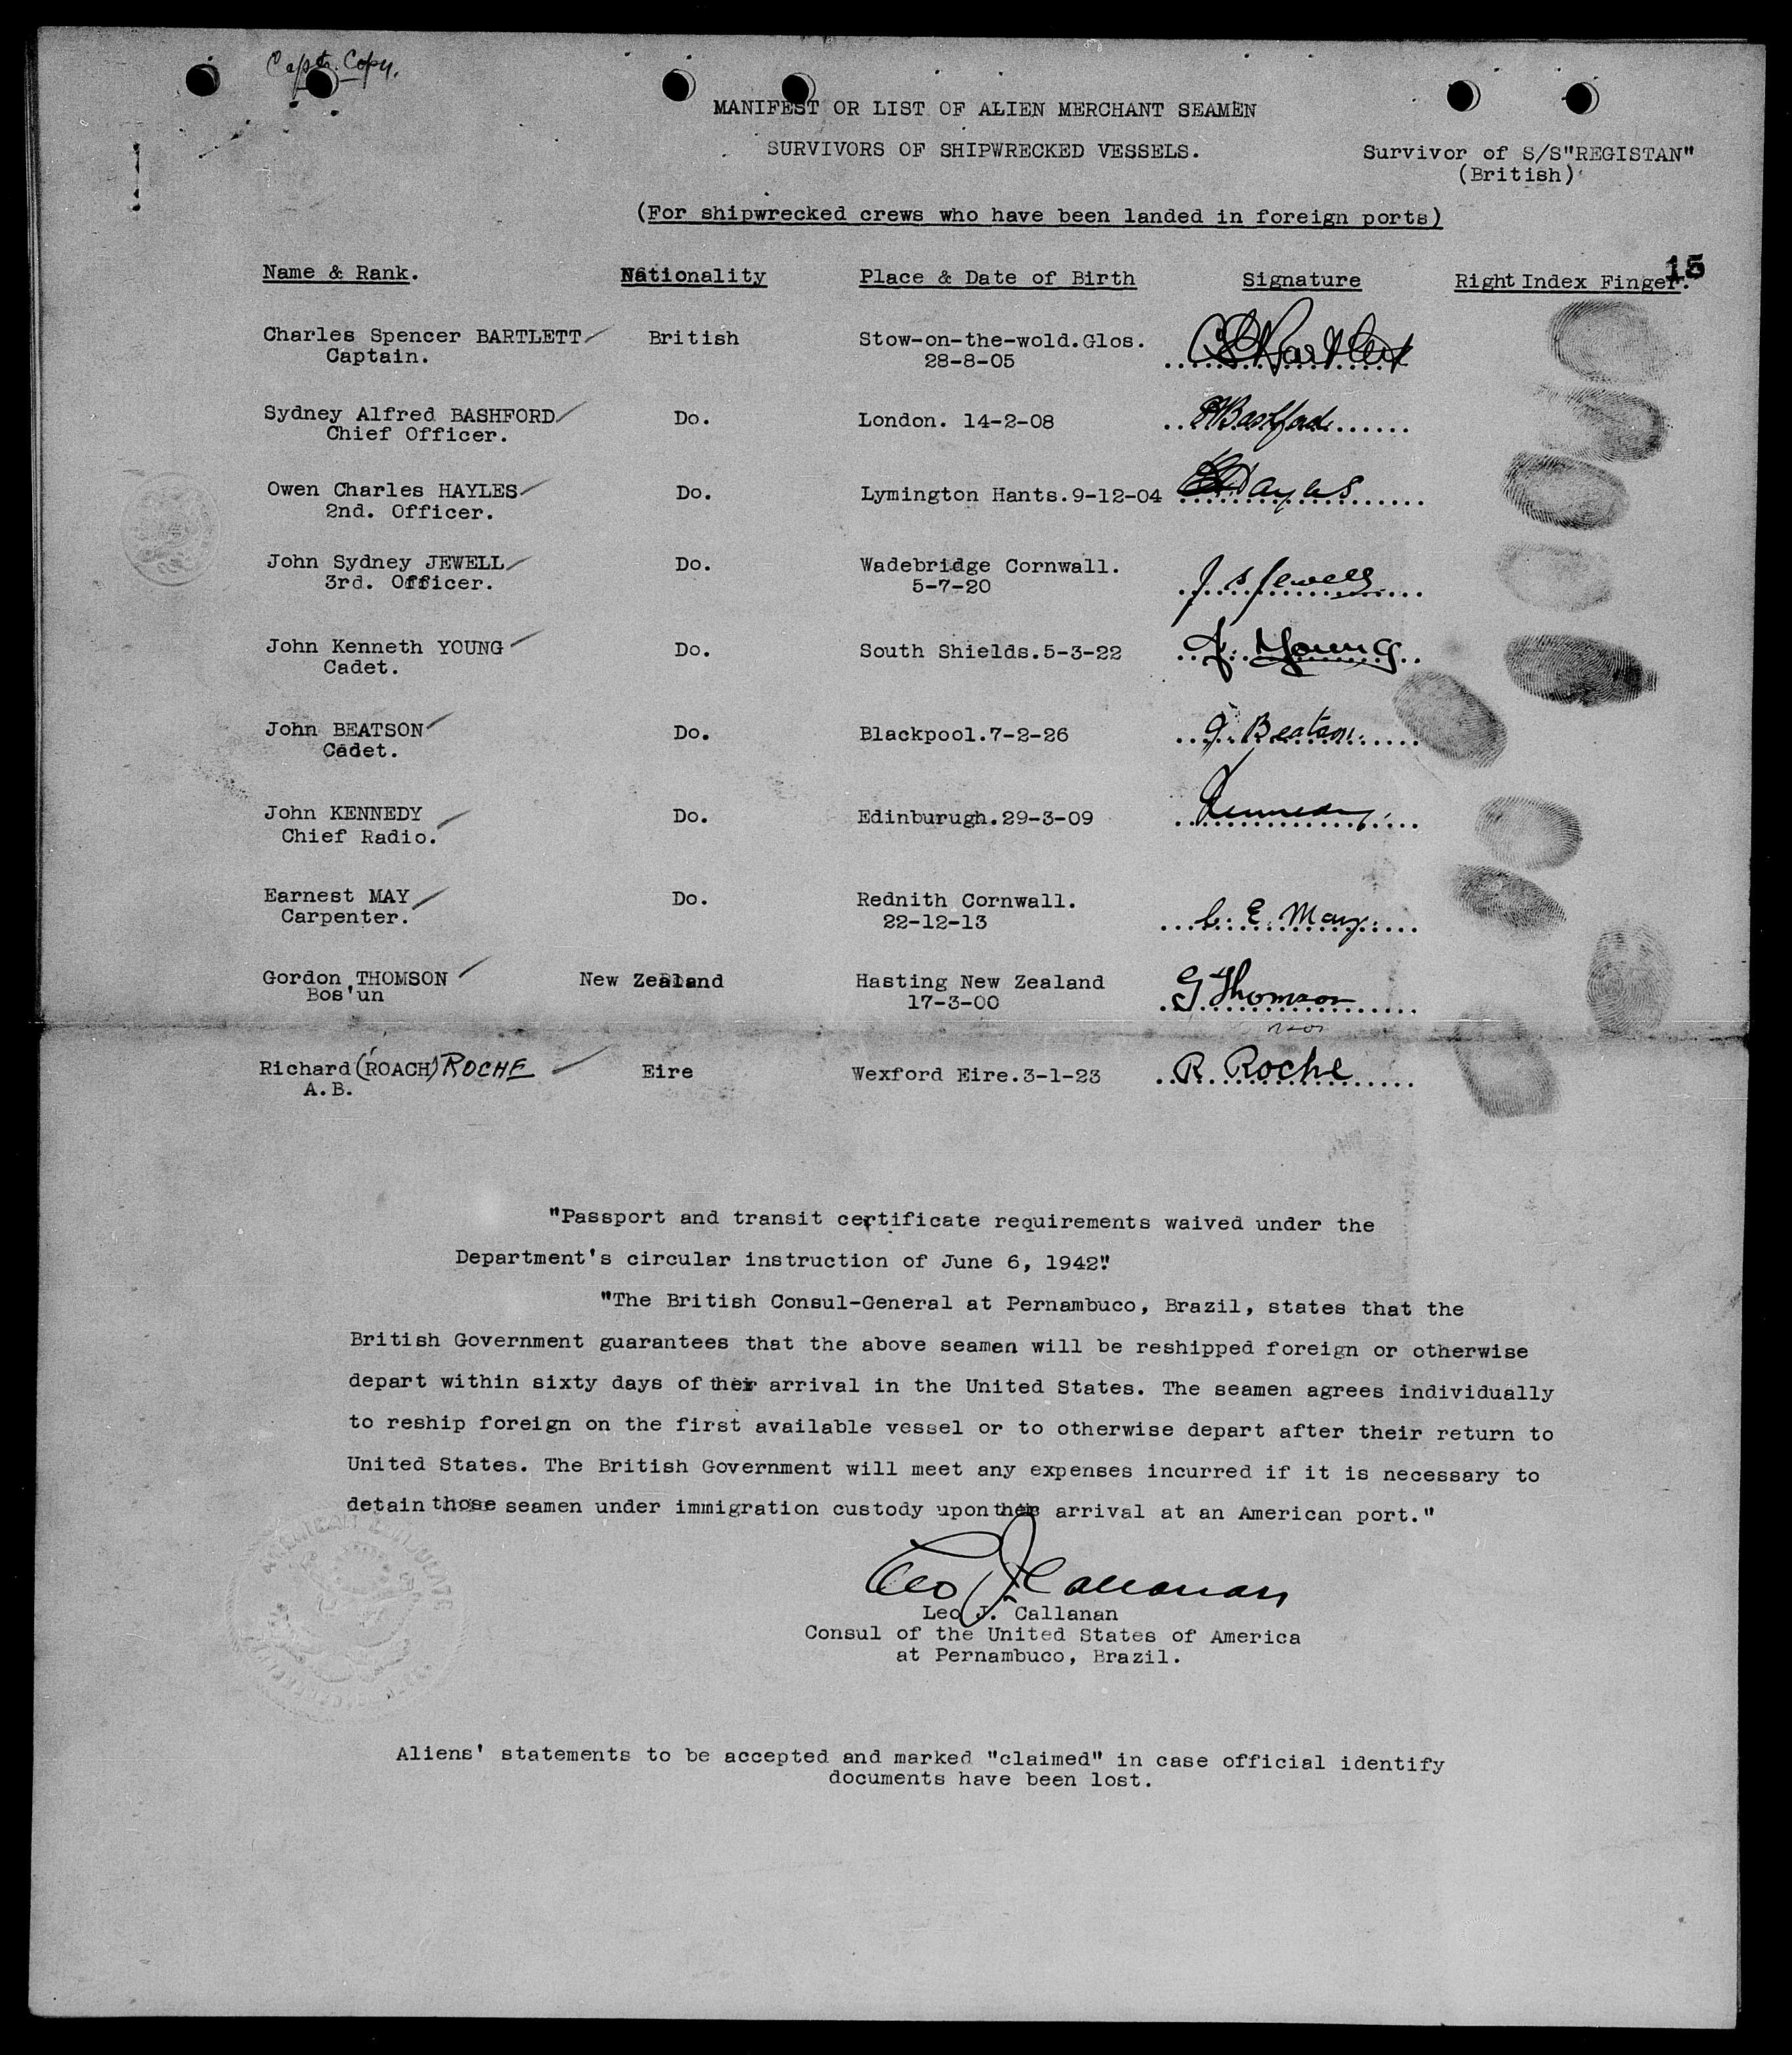 Capt. Copy.
MANIFEST OR LIST OF ALIEN MERCHANT SEAMEN
SURVIVORS OF SHIPWRECKED VESSELS.
Survivor of S/S"REGISTAN"
(British)
(For shipwrecked crews who have been landed in foreign ports)
15
Name & Rank. Nationality Place & Date of Birth Signature Right Index Finger.
Charles Spencer BARTLETT British Stow-on-the-wold.Glos. CSBartlett
Captain. 28-8-05
Sydney Alfred BASHFORD Do. London. 14-2-08 Bashford
Chief Officer.
Owen Charles HAYLES Do. Lymington Hants.9-12-04 Hayles
2nd. Officer.
John Sydney JEWELL Do. Wadebridge Cornwall. J S Jewell
3rd. Officer. 5-7-20
John Kenneth YOUNG Do. South Shields.5-3-22 J. Young
Cadet.
John BEATSON Do. Blackpool.7-2-26 J. Beatson.
Cadet.
John KENNEDY Do. Edinburugh.29-3-09 Kennedy
Chief Radio.
Earnest MAY Do. Rednith Cornwall. C. E. May.
Carpenter. 22-12-13
Gordon THOMSON New Zealand Hasting New Zealand G Thomson
Bos'un 17-3-00
Richard (ROACH) ROCHE Eire Wexford Eire.3-1-23 R. Roche
A.B.
"Passport and transit certificate requirements waived under the
Department's circular instruction of June 6, 1942"
"The British Consul-General at Pernambuco, Brazil, states that the
British Government guarantees that the above seamen will be reshipped foreign or otherwise
depart within sixty days of their arrival in the United States. The seamen agrees individually
to reship foreign on the first available vessel or to otherwise depart after their return to
United States. The British Government will meet any expenses incurred if it is necessary to
detain those seamen under immigration custody upon their arrival at an American port."
Leo J. Callanan
Leo J. Callanan
Consul of the United States of America
at Pernambuco, Brazil.
Aliens' statements to be accepted and marked "claimed" in case official identify
documents have been lost.